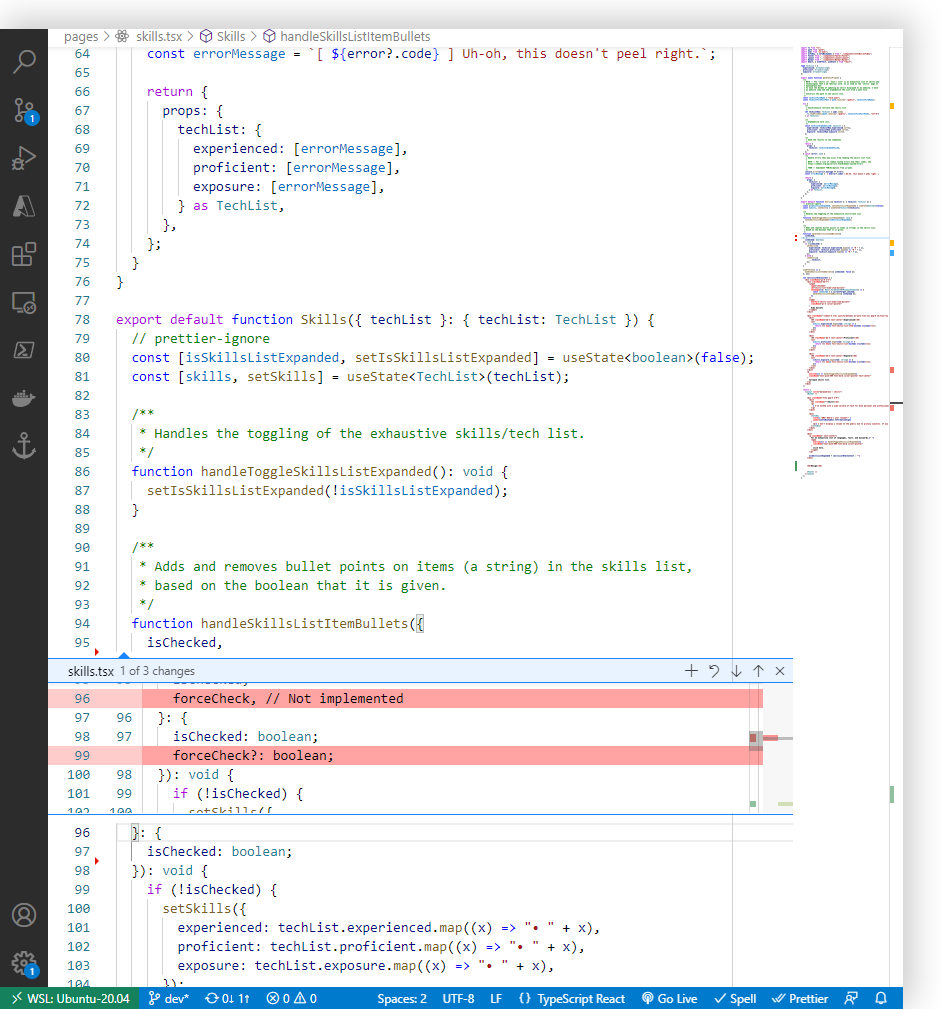 pages > skills.tsx > Skills > handleSkillsListItemBullets
64 const errorMessage = `[ ${error?.code} ] Uh-oh, this doesn't peel right.`;
65
66 return {
67 props: {
68 techList: {
69 experienced: [errorMessage],
70 proficient: [errorMessage],
71 exposure: [errorMessage],
72 } as TechList,
73 },
74 };
75 }
76 }
77
78 export default function Skills({ techList }: { techList: TechList }) {
79 // prettier-ignore
80 const [isSkillsListExpanded, setIsSkillsListExpanded] = useState<boolean>(false);
81 const [skills, setSkills] = useState<TechList>(techList);
82
83 /**
84 * Handles the toggling of the exhaustive skills/tech list.
85 */
86 function handleToggleSkillsListExpanded(): void {
87 setIsSkillsListExpanded(!isSkillsListExpanded);
88 }
89
90 /**
91 * Adds and removes bullet points on items (a string) in the skills list,
92 * based on the boolean that it is given.
93 */
94 function handleSkillsListItemBullets({
95 isChecked,
skills.tsx 1 of 3 changes
96 forceCheck, // Not implemented
97 96 }: {
98 97 isChecked: boolean;
99 forceCheck?: boolean;
100 98 }): void {
101 99 if (!isChecked) {
102 100 setSkills({
96 }: {
97 isChecked: boolean;
98 }): void {
99 if (!isChecked) {
100 setSkills({
101 experienced: techList.experienced.map((x) => "• " + x),
102 proficient: techList.proficient.map((x) => "• " + x),
103 exposure: techList.exposure.map((x) => "• " + x),
104 });
1
1
WSL: Ubuntu-20.04 dev* 0↓ 1↑ 0 0 Spaces: 2 UTF-8 LF {} TypeScript React Go Live Spell Prettier